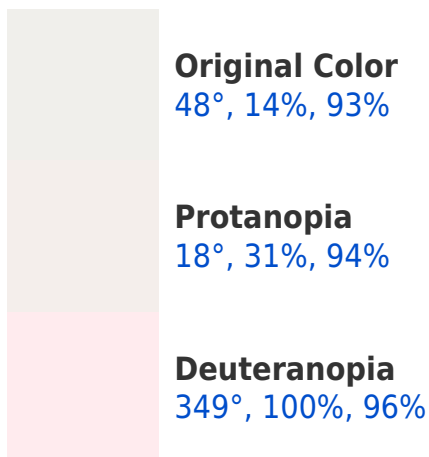 Original Color
48°, 14%, 93%
Protanopia
18°, 31%, 94%
Deuteranopia
349°, 100%, 96%